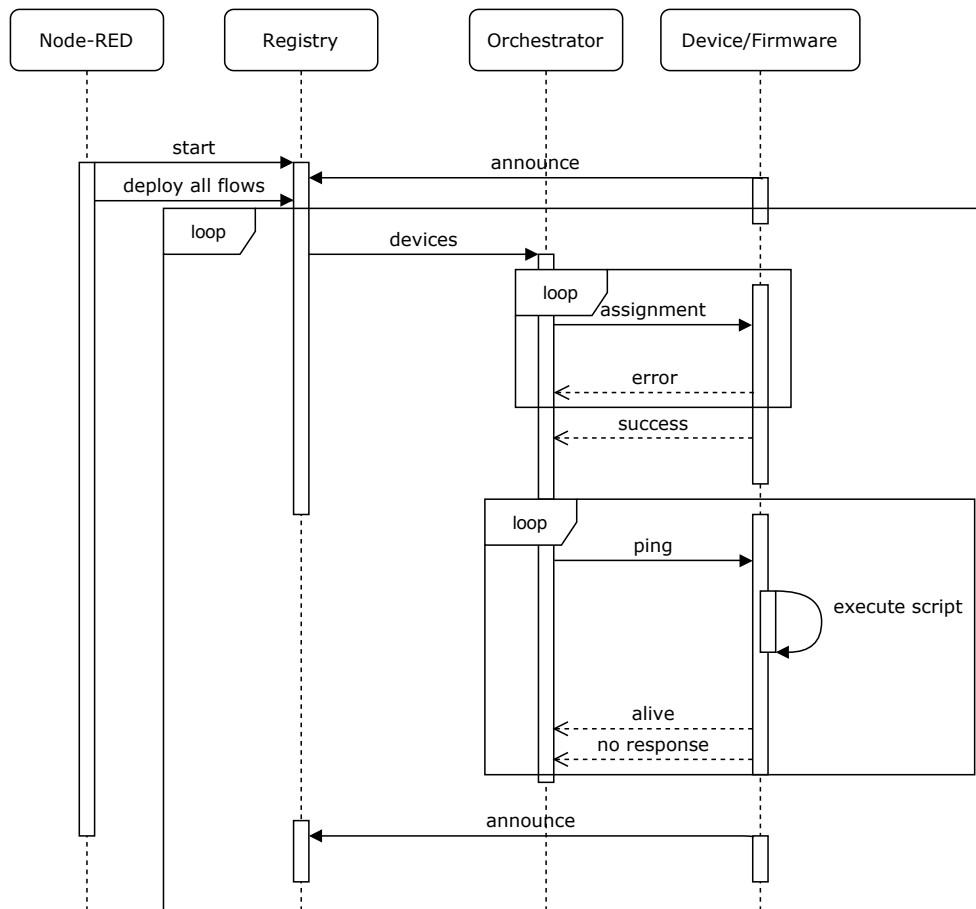 Node-RED
Registry
Orchestrator
Device/Firmware
start
announce
deploy all flows
loop
devices
loop
assignment
error
success
loop
ping
execute script
alive
no response
announce